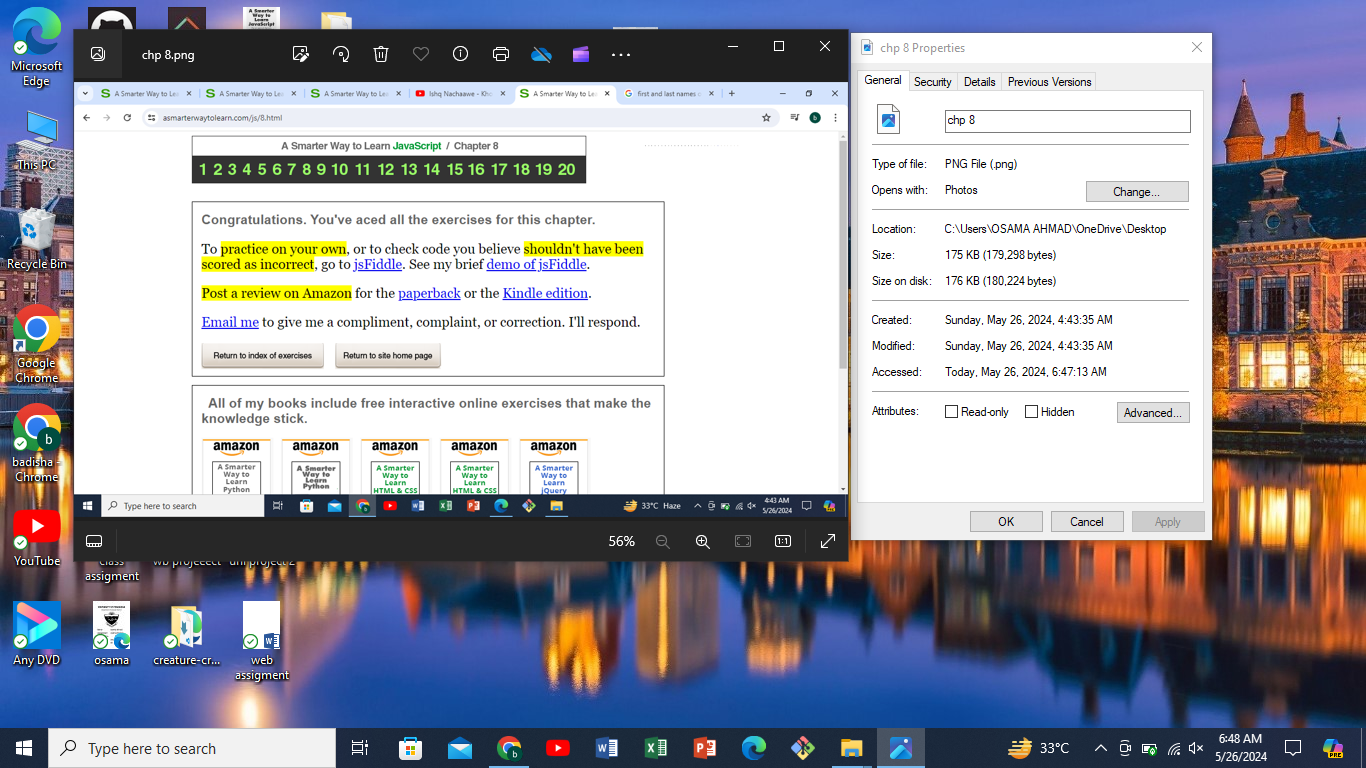 Microsoft
Edge
This PC
Recycle Bin
Google
Chrome
badisha -
Chrome
YouTube
Any DVD
class
assigment
osama
creature-cr...
web
assigment
A Smarter
Way to
Learn
JavaScript
chp 8.png
A Smarter Way to Lea
A Smarter Way to Lea
A Smarter Way to Lea
Ishq Nachaawe - Kha
A Smarter Way to Lea
first and last names
asmarterwaytolearn.com/js/8.html
b
A Smarter Way to Learn JavaScript / Chapter 8
1 2 3 4 5 6 7 8 9 10 11 12 13 14 15 16 17 18 19 20
Congratulations. You've aced all the exercises for this chapter.
To practice on your own, or to check code you believe shouldn't have been
scored as incorrect, go to jsFiddle. See my brief demo of jsFiddle.
Post a review on Amazon for the paperback or the Kindle edition.
Email me to give me a compliment, complaint, or correction. I'll respond.
Return to index of exercises Return to site home page
All of my books include free interactive online exercises that make the
knowledge stick.
amazon amazon amazon amazon amazon
A Smarter Way to Learn Python
A Smarter Way to Learn Python
A Smarter Way to Learn HTML & CSS
A Smarter Way to Learn HTML & CSS
A Smarter Way to Learn jQuery
Type here to search
33°C Haze
4:43 AM
5/26/2024
56%
1:1
chp 8 Properties
General Security Details Previous Versions
chp 8
Type of file: PNG File (.png)
Opens with: Photos Change...
Location: C:\Users\OSAMA AHMAD\OneDrive\Desktop
Size: 175 KB (179,298 bytes)
Size on disk: 176 KB (180,224 bytes)
Created: Sunday, May 26, 2024, 4:43:35 AM
Modified: Sunday, May 26, 2024, 4:43:35 AM
Accessed: Today, May 26, 2024, 6:47:13 AM
Attributes: Read-only Hidden Advanced...
OK Cancel Apply
Type here to search
33°C
6:48 AM
5/26/2024
PRE